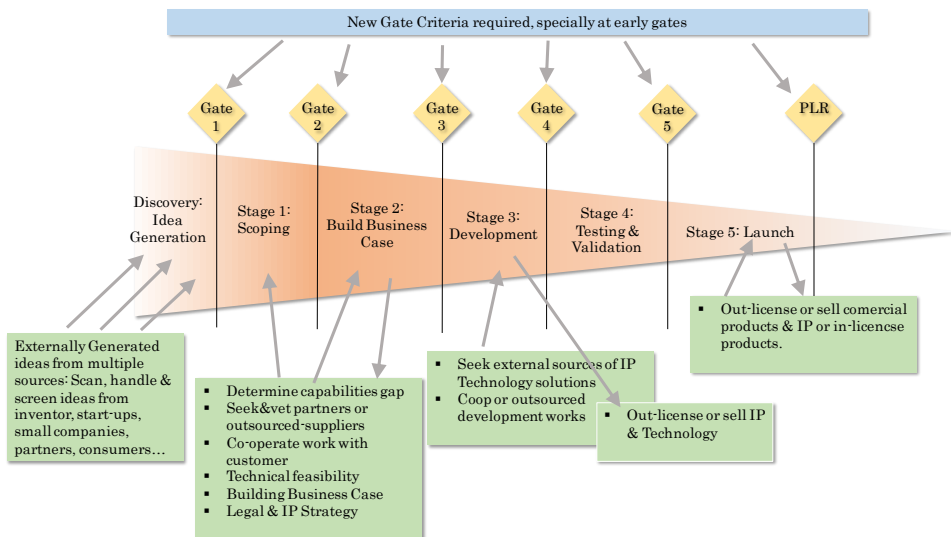 New Gate Criteria required, specially at early gates
Gate
1
Gate
2
Gate
3
Gate
4
Gate
5
PLR
Discovery:
Idea
Generation
Stage 1:
Scoping
Stage 2:
Build Business
Case
Stage 3:
Development
Stage 4:
Testing &
Validation
Stage 5: Launch
Externally Generated
ideas from multiple
sources: Scan, handle &
screen ideas from
inventor, start-ups,
small companies,
partners, consumers…
▪ Determine capabilities gap
▪ Seek&vet partners or
outsourced-suppliers
▪ Co-operate work with
customer
▪ Technical feasibility
▪ Building Business Case
▪ Legal & IP Strategy
▪ Seek external sources of IP
Technology solutions
▪ Coop or outsourced
development works
▪ Out-license or sell IP
& Technology
▪ Out-license or sell comercial
products & IP or in-licencse
products.